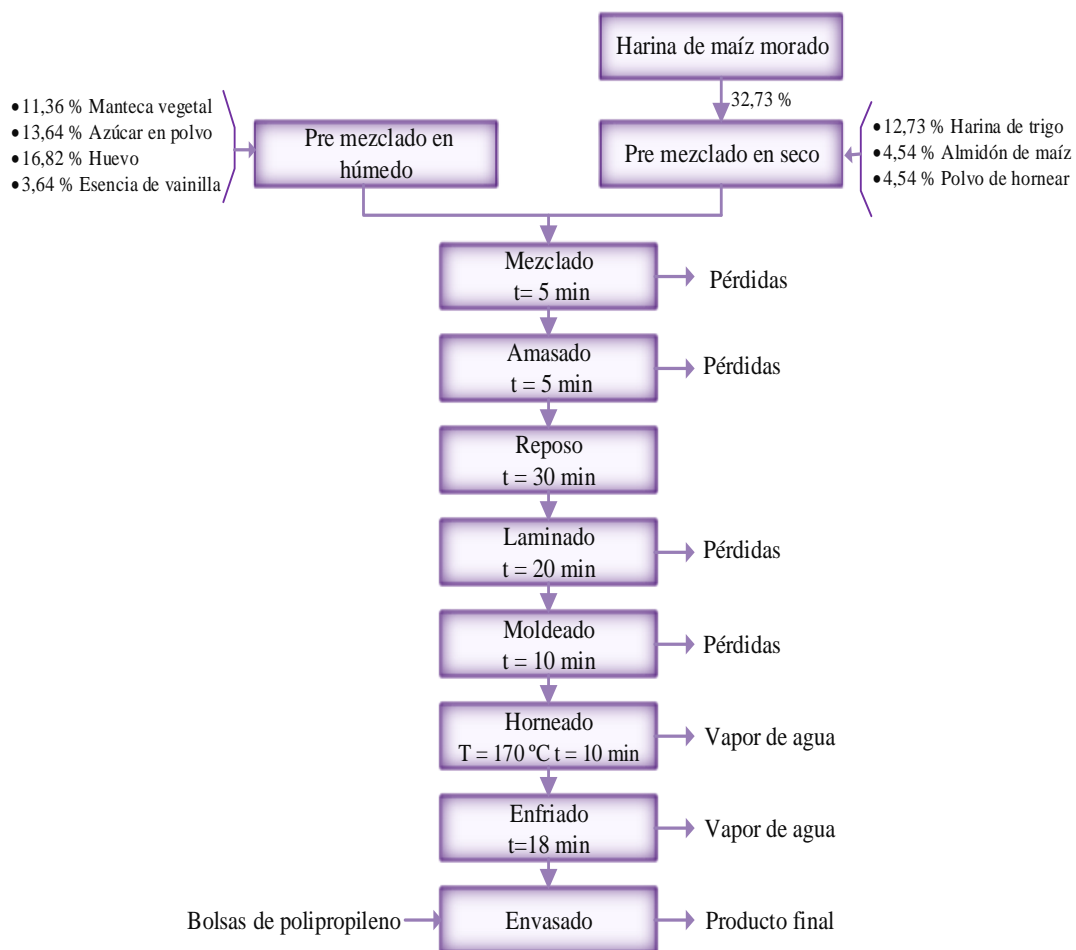 Harina de maíz morado
32,73 %
•11,36 % Manteca vegetal
•13,64 % Azúcar en polvo
•16,82 % Huevo
•3,64 % Esencia de vainilla
Pre mezclado en
húmedo
Pre mezclado en seco
•12,73 % Harina de trigo
•4,54 % Almidón de maíz
•4,54 % Polvo de hornear
Mezclado
t= 5 min
Pérdidas
Amasado
t = 5 min
Pérdidas
Reposo
t = 30 min
Laminado
t = 20 min
Pérdidas
Moldeado
t = 10 min
Pérdidas
Horneado
T = 170 ºC t = 10 min
Vapor de agua
Enfriado
t=18 min
Vapor de agua
Bolsas de polipropileno
Envasado
Producto final